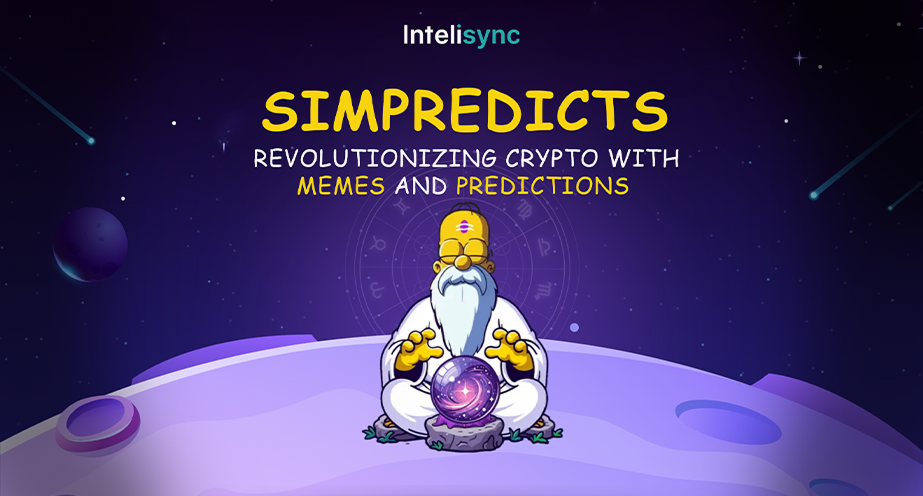 Intelisync
SIMPREDICTS
REVOLUTIONIZING CRYPTO WITH
MEMES AND PREDICTIONS